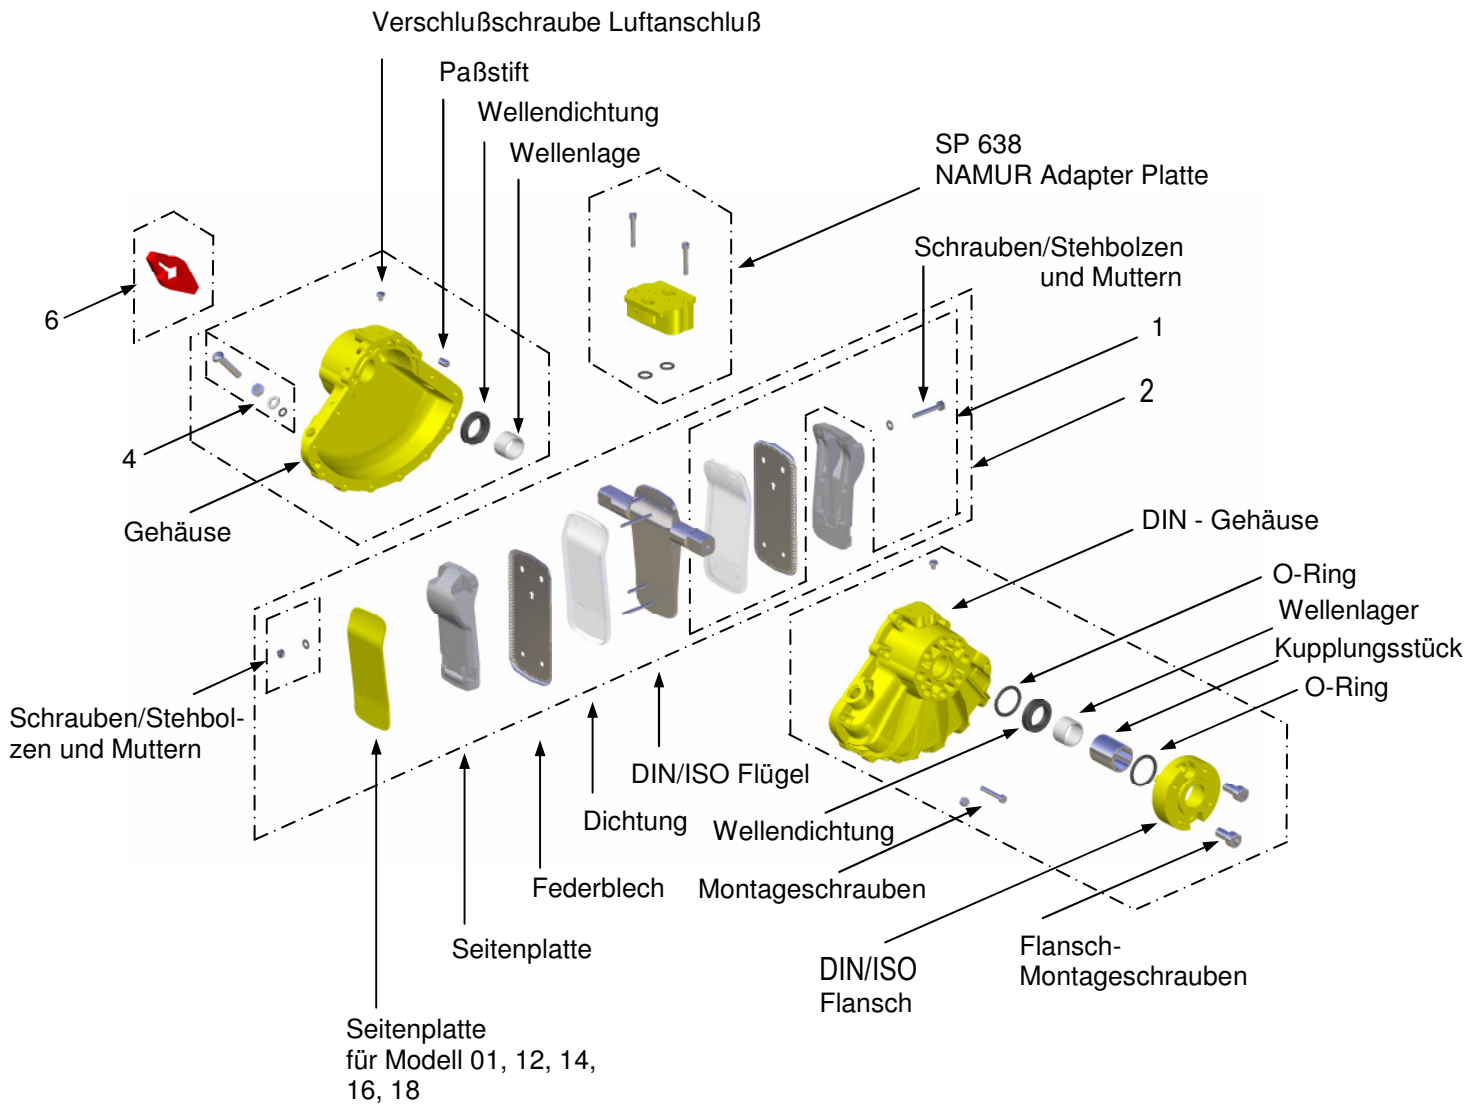 Verschlußschraube Luftanschluß
Paßstift
Wellendichtung
Wellenlage
SP 638
NAMUR Adapter Platte
Schrauben/Stehbolzen
und Muttern
6
1
2
4
Gehäuse
DIN - Gehäuse
O-Ring
Wellenlager
Kupplungsstück
O-Ring
Schrauben/Stehbol-
zen und Muttern
DIN/ISO Flügel
Dichtung
Wellendichtung
Federblech
Montageschrauben
Seitenplatte
DIN/ISO
Flansch
Flansch-
Montageschrauben
Seitenplatte
für Modell 01, 12, 14,
16, 18